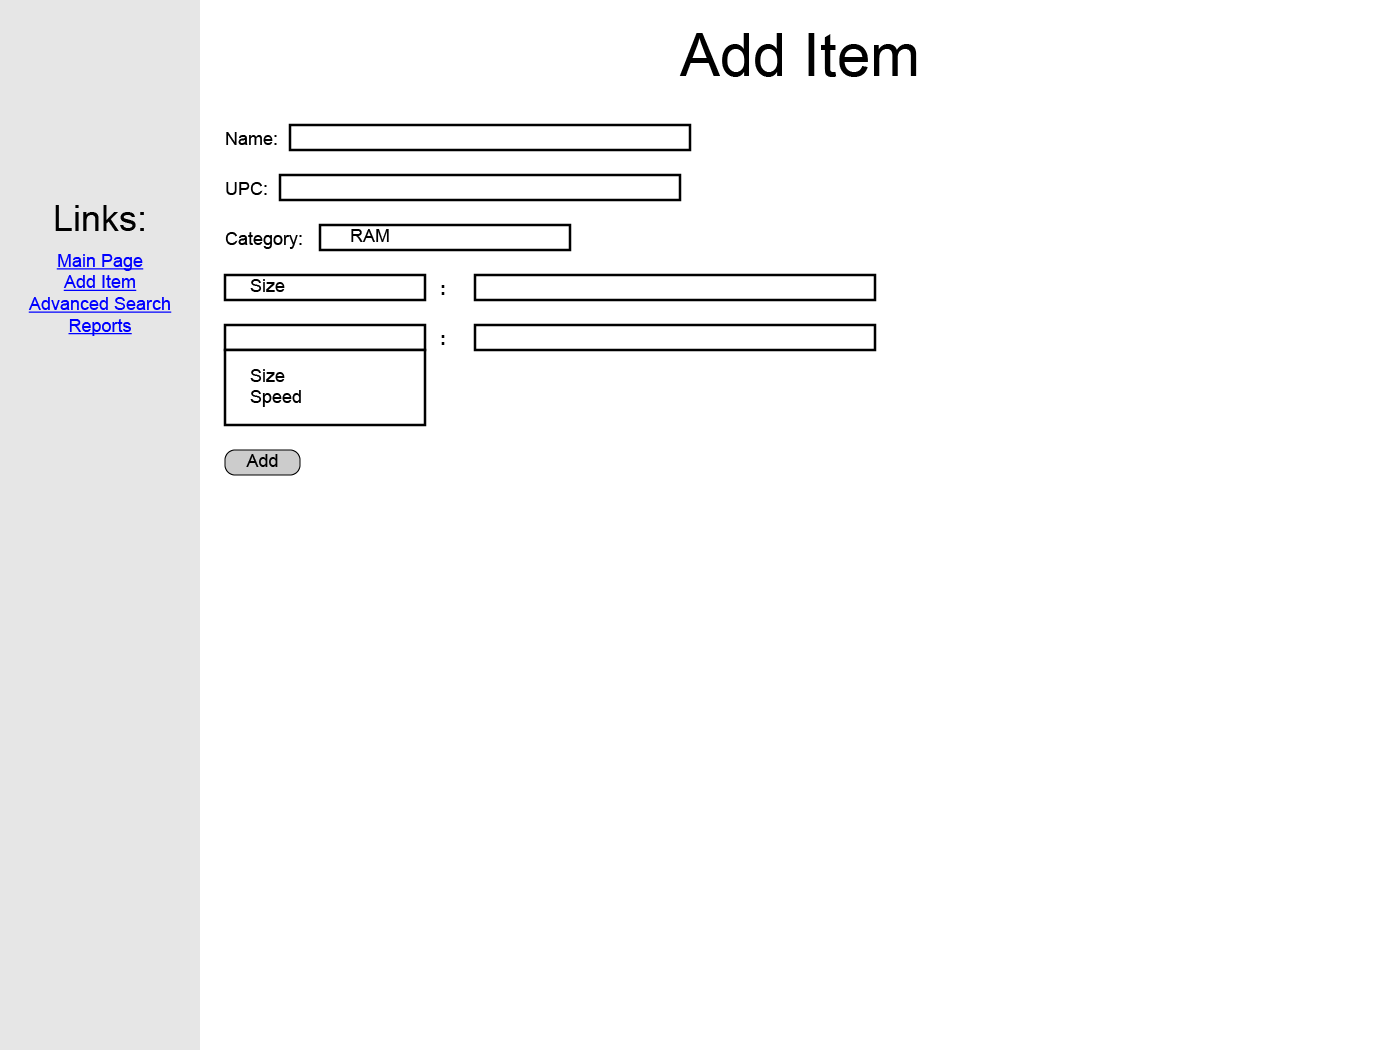 Add Item
Links:
Main Page
Add Item
Advanced Search
Reports
Name:
UPC:
Category: RAM
Size :
:
Size
Speed
Add